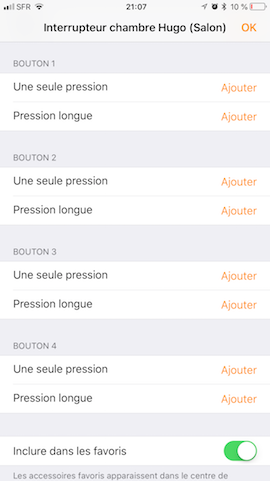 SFR 21:07 10 %
Interrupteur chambre Hugo (Salon) OK
BOUTON 1
Une seule pression Ajouter
Pression longue Ajouter
BOUTON 2
Une seule pression Ajouter
Pression longue Ajouter
BOUTON 3
Une seule pression Ajouter
Pression longue Ajouter
BOUTON 4
Une seule pression Ajouter
Pression longue Ajouter
Inclure dans les favoris
Les accessoires favoris apparaissent dans le centre de